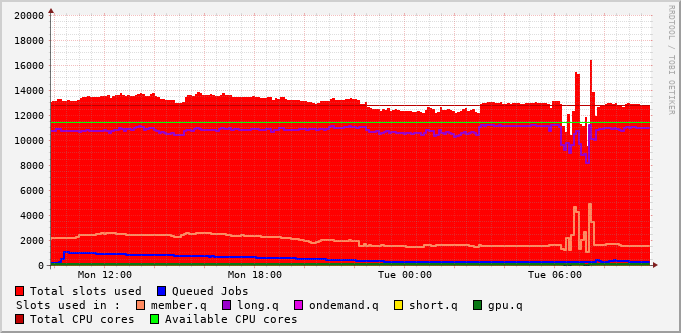 RRDTOOL / TOBI OETIKER
20000
18000
16000
14000
12000
10000
8000
6000
4000
2000
0
Mon 12:00 Mon 18:00 Tue 00:00 Tue 06:00
Total slots used Queued Jobs
Slots used in : member.q long.q ondemand.q short.q gpu.q
Total CPU cores Available CPU cores